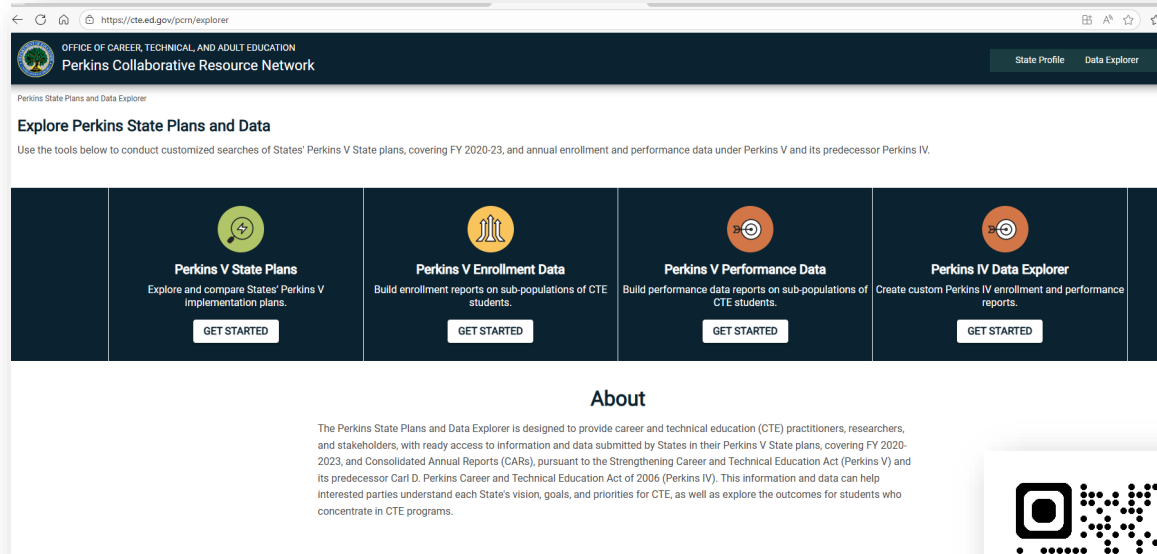 https://cte.ed.gov/pcrn/explorer
OFFICE OF CAREER, TECHNICAL, AND ADULT EDUCATION
Perkins Collaborative Resource Network
State Profile Data Explorer
Perkins State Plans and Data Explorer
Explore Perkins State Plans and Data
Use the tools below to conduct customized searches of States' Perkins V State plans, covering FY 2020-23, and annual enrollment and performance data under Perkins V and its predecessor Perkins IV.
Perkins V State Plans
Explore and compare States' Perkins V
implementation plans.
GET STARTED
Perkins V Enrollment Data
Build enrollment reports on sub-populations of CTE
students.
GET STARTED
Perkins V Performance Data
Build performance data reports on sub-populations of
CTE students.
GET STARTED
Perkins IV Data Explorer
Create custom Perkins IV enrollment and performance
reports.
GET STARTED
About
The Perkins State Plans and Data Explorer is designed to provide career and technical education (CTE) practitioners, researchers,
and stakeholders, with ready access to information and data submitted by States in their Perkins V State plans, covering FY 2020-
2023, and Consolidated Annual Reports (CARs), pursuant to the Strengthening Career and Technical Education Act (Perkins V) and
its predecessor Carl D. Perkins Career and Technical Education Act of 2006 (Perkins IV). This information and data can help
interested parties understand each State's vision, goals, and priorities for CTE, as well as explore the outcomes for students who
concentrate in CTE programs.